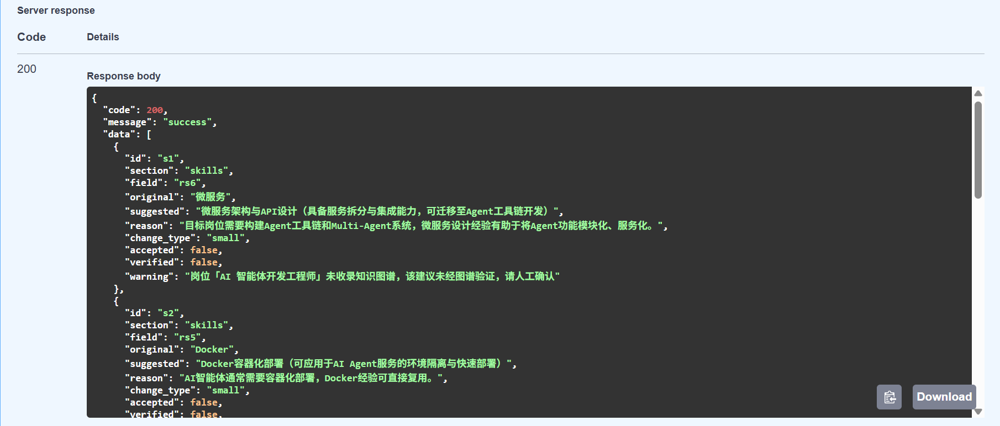 Server response
Code Details
200
Response body
{
"code": 200,
"message": "success",
"data": [
{
"id": "s1",
"section": "skills",
"field": "rs6",
"original": "微服务",
"suggested": "微服务架构与API设计（具备服务拆分与集成能力，可迁移至Agent工具链开发）",
"reason": "目标岗位需要构建Agent工具链和Multi-Agent系统，微服务设计经验有助于将Agent功能模块化、服务化。",
"change_type": "small",
"accepted": false,
"verified": false,
"warning": "岗位「AI 智能体开发工程师」未收录知识图谱，该建议未经图谱验证，请人工确认"
},
{
"id": "s2",
"section": "skills",
"field": "rs5",
"original": "Docker",
"suggested": "Docker容器化部署（可应用于AI Agent服务的环境隔离与快速部署）",
"reason": "AI智能体通常需要容器化部署，Docker经验可直接复用。",
"change_type": "small",
"accepted": false,
"verified": false,
Download